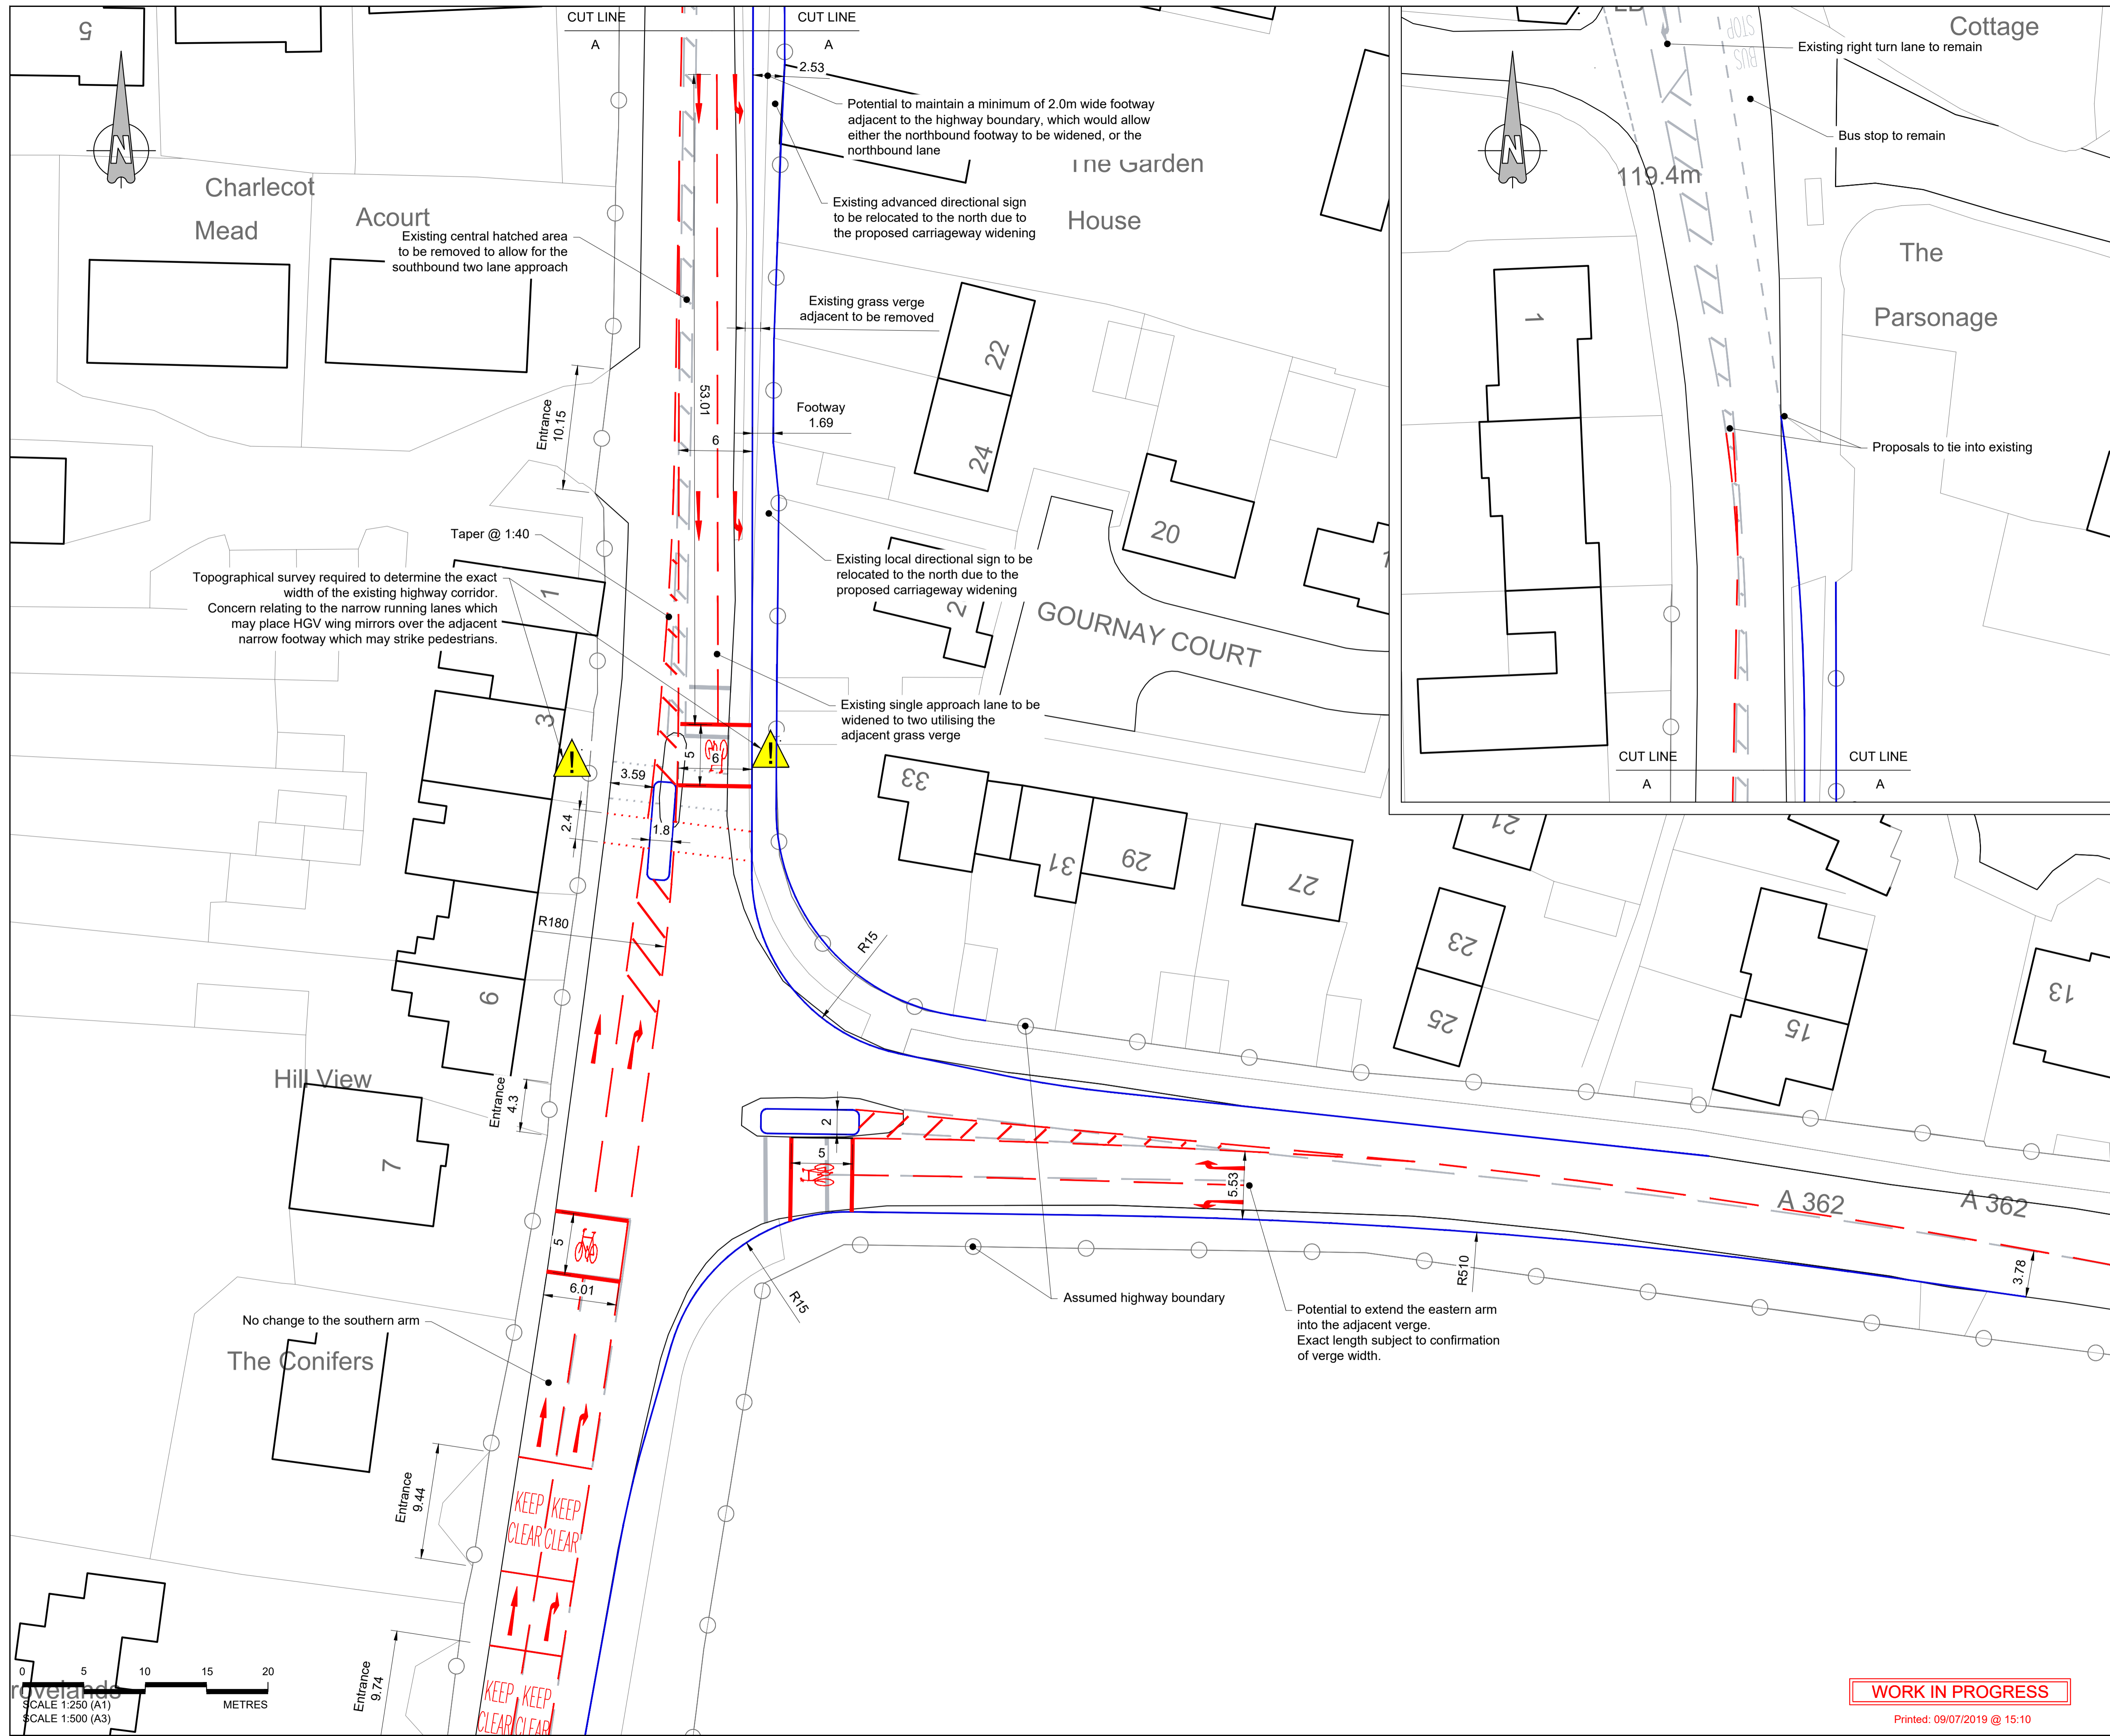 CUT LINE
CUT LINE
A
A
5
N
Charlecot
Mead
Acourt
2.53
Potential to maintain a minimum of 2.0m wide footway
adjacent to the highway boundary, which would allow
either the northbound footway to be widened, or the
northbound lane
The Garden
House
Existing advanced directional sign
to be relocated to the north due to
the proposed carriageway widening
Existing central hatched area
to be removed to allow for the
southbound two lane approach
Existing grass verge
adjacent to be removed
22
24
53.01
Entrance
10.15
Footway
1.69
6
Taper @ 1:40
Topographical survey required to determine the exact
width of the existing highway corridor.
Concern relating to the narrow running lanes which
may place HGV wing mirrors over the adjacent
narrow footway which may strike pedestrians.
1
3
Existing local directional sign to be
relocated to the north due to the
proposed carriageway widening
20
GOURNAY COURT
Existing single approach lane to be
widened to two utilising the
adjacent grass verge
!
!
5
6
3.59
2.4
1.8
33
31
29
27
21
23
25
15
13
R180
R15
9
Hill View
Entrance
4.3
7
2
5
5.53
A 362
A 362
3.78
R510
5
6.01
R15
Assumed highway boundary
Potential to extend the eastern arm
into the adjacent verge.
Exact length subject to confirmation
of verge width.
No change to the southern arm
The Conifers
Entrance
9.44
KEEP KEEP
CLEAR CLEAR
Entrance
9.74
KEEP KEEP
CLEAR CLEAR
0 5 10 15 20
METRES
SCALE 1:250 (A1)
SCALE 1:500 (A3)
Existing right turn lane to remain
Cottage
BUS
STOP
Bus stop to remain
N
119.4m
The
Parsonage
1
Proposals to tie into existing
CUT LINE
CUT LINE
A
A
WORK IN PROGRESS
Printed: 09/07/2019 @ 15:10